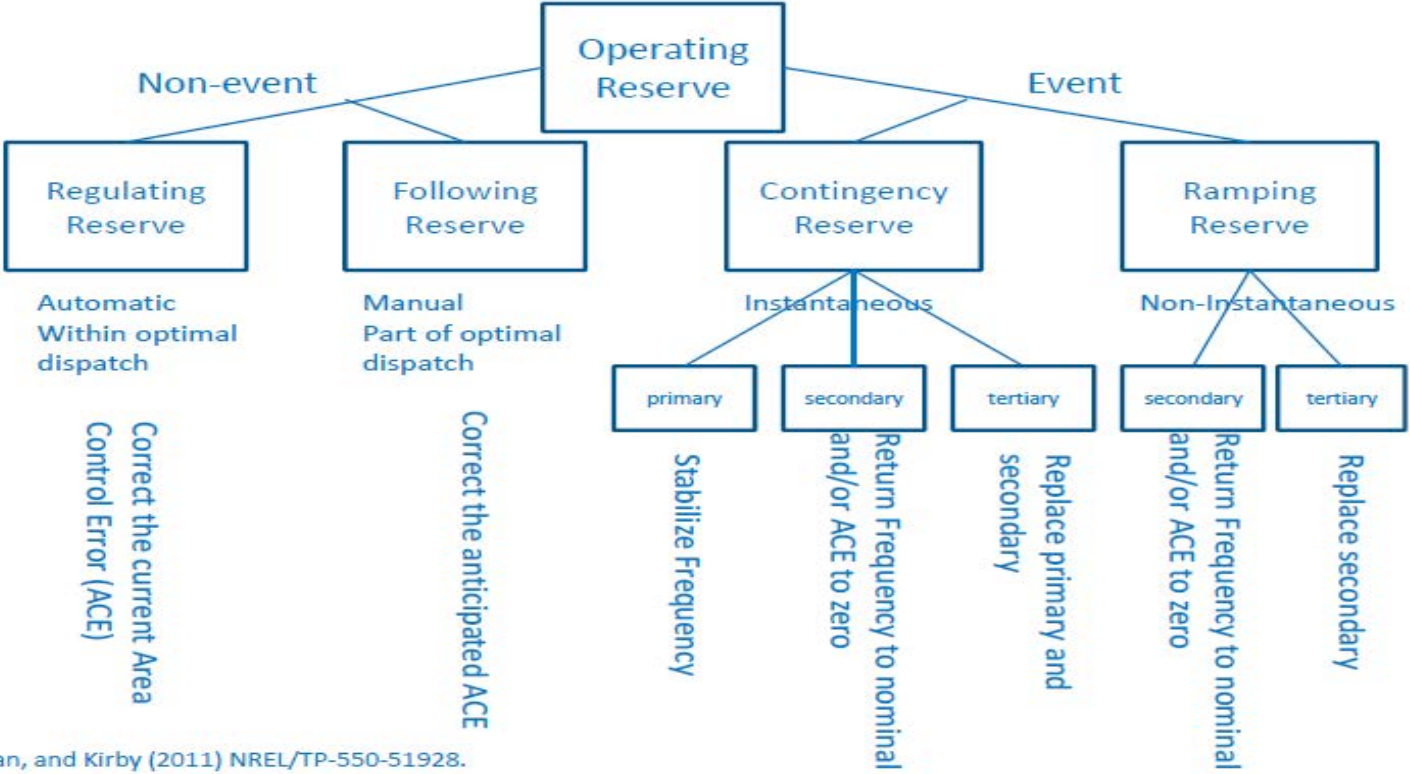 Operating
Reserve
Non-event
Event
Regulating
Reserve
Following
Reserve
Contingency
Reserve
Ramping
Reserve
Automatic
Within optimal
dispatch
Manual
Part of optimal
dispatch
Instantaneous
Non-Instantaneous
primary
secondary
tertiary
secondary
tertiary
Correct the current Area
Control Error (ACE)
Correct the anticipated ACE
Stabilize Frequency
Return Frequency to nominal
and/or ACE to zero
Replace primary and
secondary
Return Frequency to nominal
and/or ACE to zero
Replace secondary
and Kirby (2011) NREL/TP-550-51928.